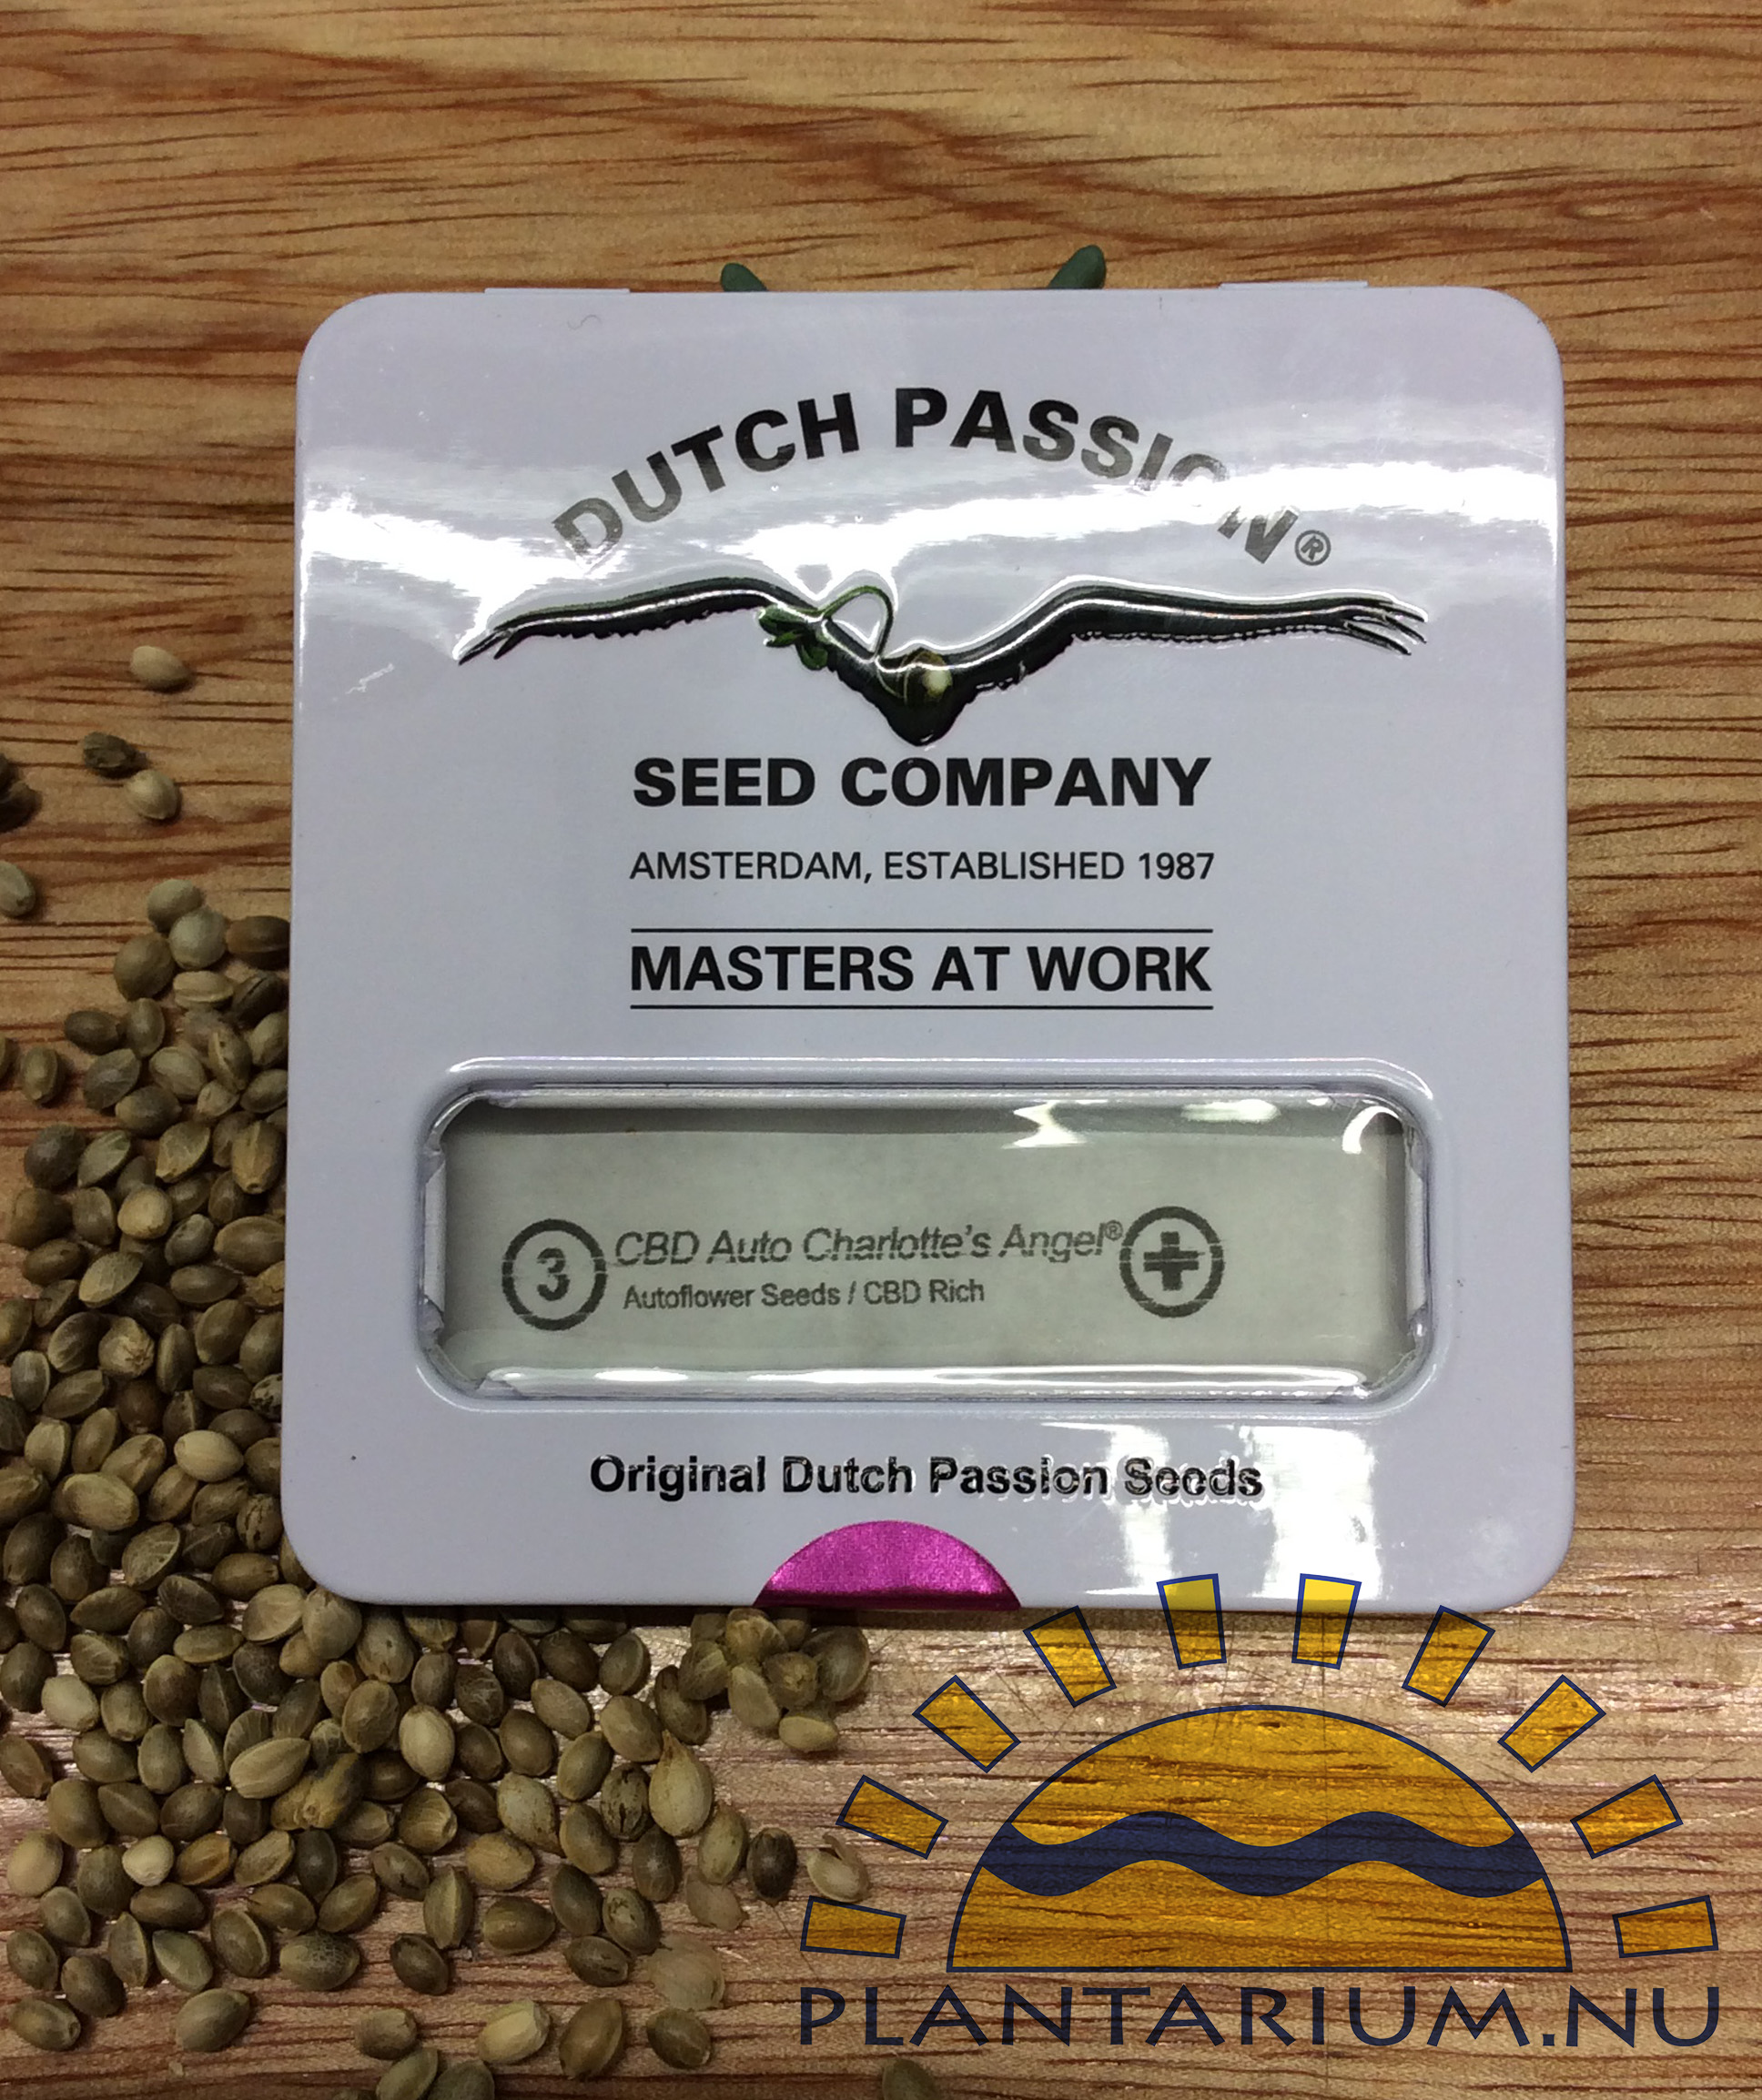 DUTCH PASSION®
SEED COMPANY
AMSTERDAM, ESTABLISHED 1987
MASTERS AT WORK
3 CBD Auto Charlotte's Angel®
Autoflower Seeds / CBD Rich
Original Dutch Passion Seeds
PLANTARIUM.NU